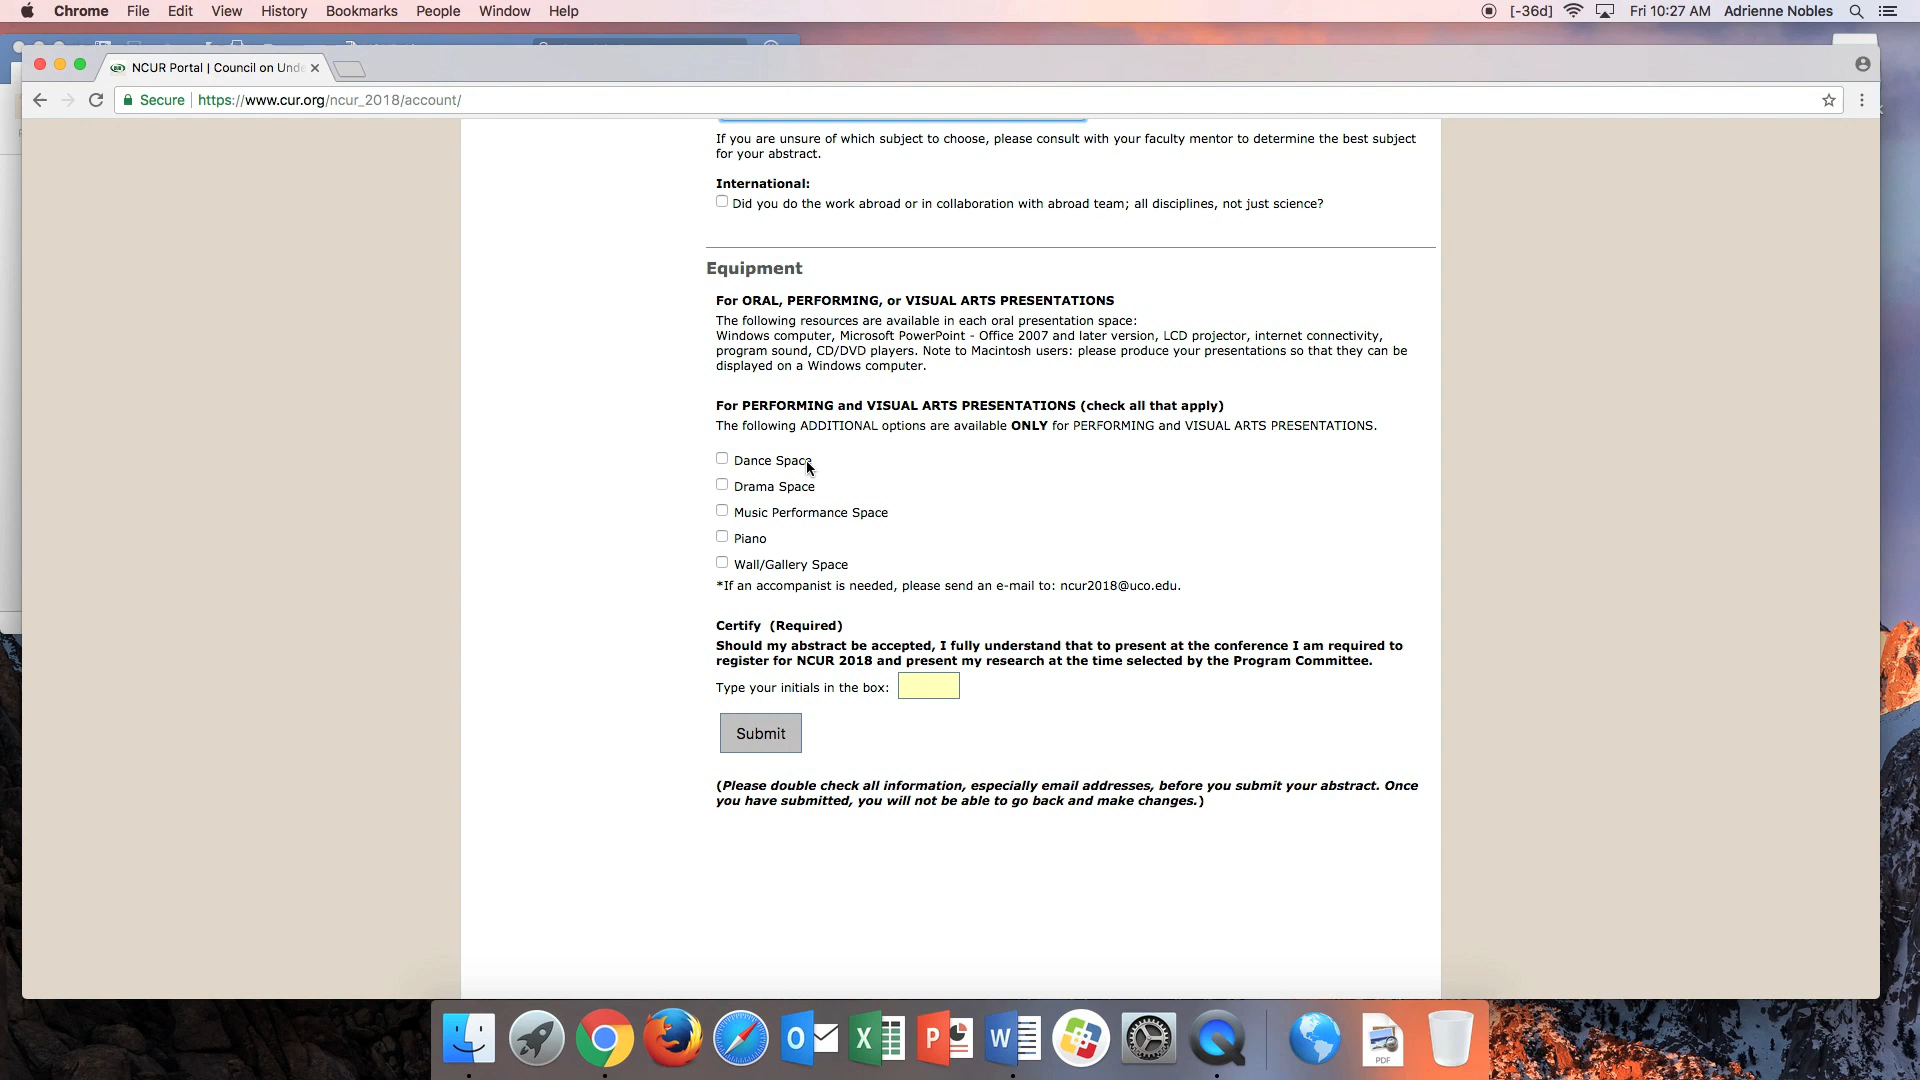 Chrome File Edit View History Bookmarks People Window Help [-36d] Fri 10:27 AM Adrienne Nobles
NCUR Portal | Council on Unde
Secure https://www.cur.org/ncur_2018/account/
If you are unsure of which subject to choose, please consult with your faculty mentor to determine the best subject
for your abstract.
International:
Did you do the work abroad or in collaboration with abroad team; all disciplines, not just science?
Equipment
For ORAL, PERFORMING, or VISUAL ARTS PRESENTATIONS
The following resources are available in each oral presentation space:
Windows computer, Microsoft PowerPoint - Office 2007 and later version, LCD projector, internet connectivity,
program sound, CD/DVD players. Note to Macintosh users: please produce your presentations so that they can be
displayed on a Windows computer.
For PERFORMING and VISUAL ARTS PRESENTATIONS (check all that apply)
The following ADDITIONAL options are available ONLY for PERFORMING and VISUAL ARTS PRESENTATIONS.
Dance Space
Drama Space
Music Performance Space
Piano
Wall/Gallery Space
*If an accompanist is needed, please send an e-mail to: ncur2018@uco.edu.
Certify (Required)
Should my abstract be accepted, I fully understand that to present at the conference I am required to
register for NCUR 2018 and present my research at the time selected by the Program Committee.
Type your initials in the box:
Submit
(Please double check all information, especially email addresses, before you submit your abstract. Once
you have submitted, you will not be able to go back and make changes.)
PDF